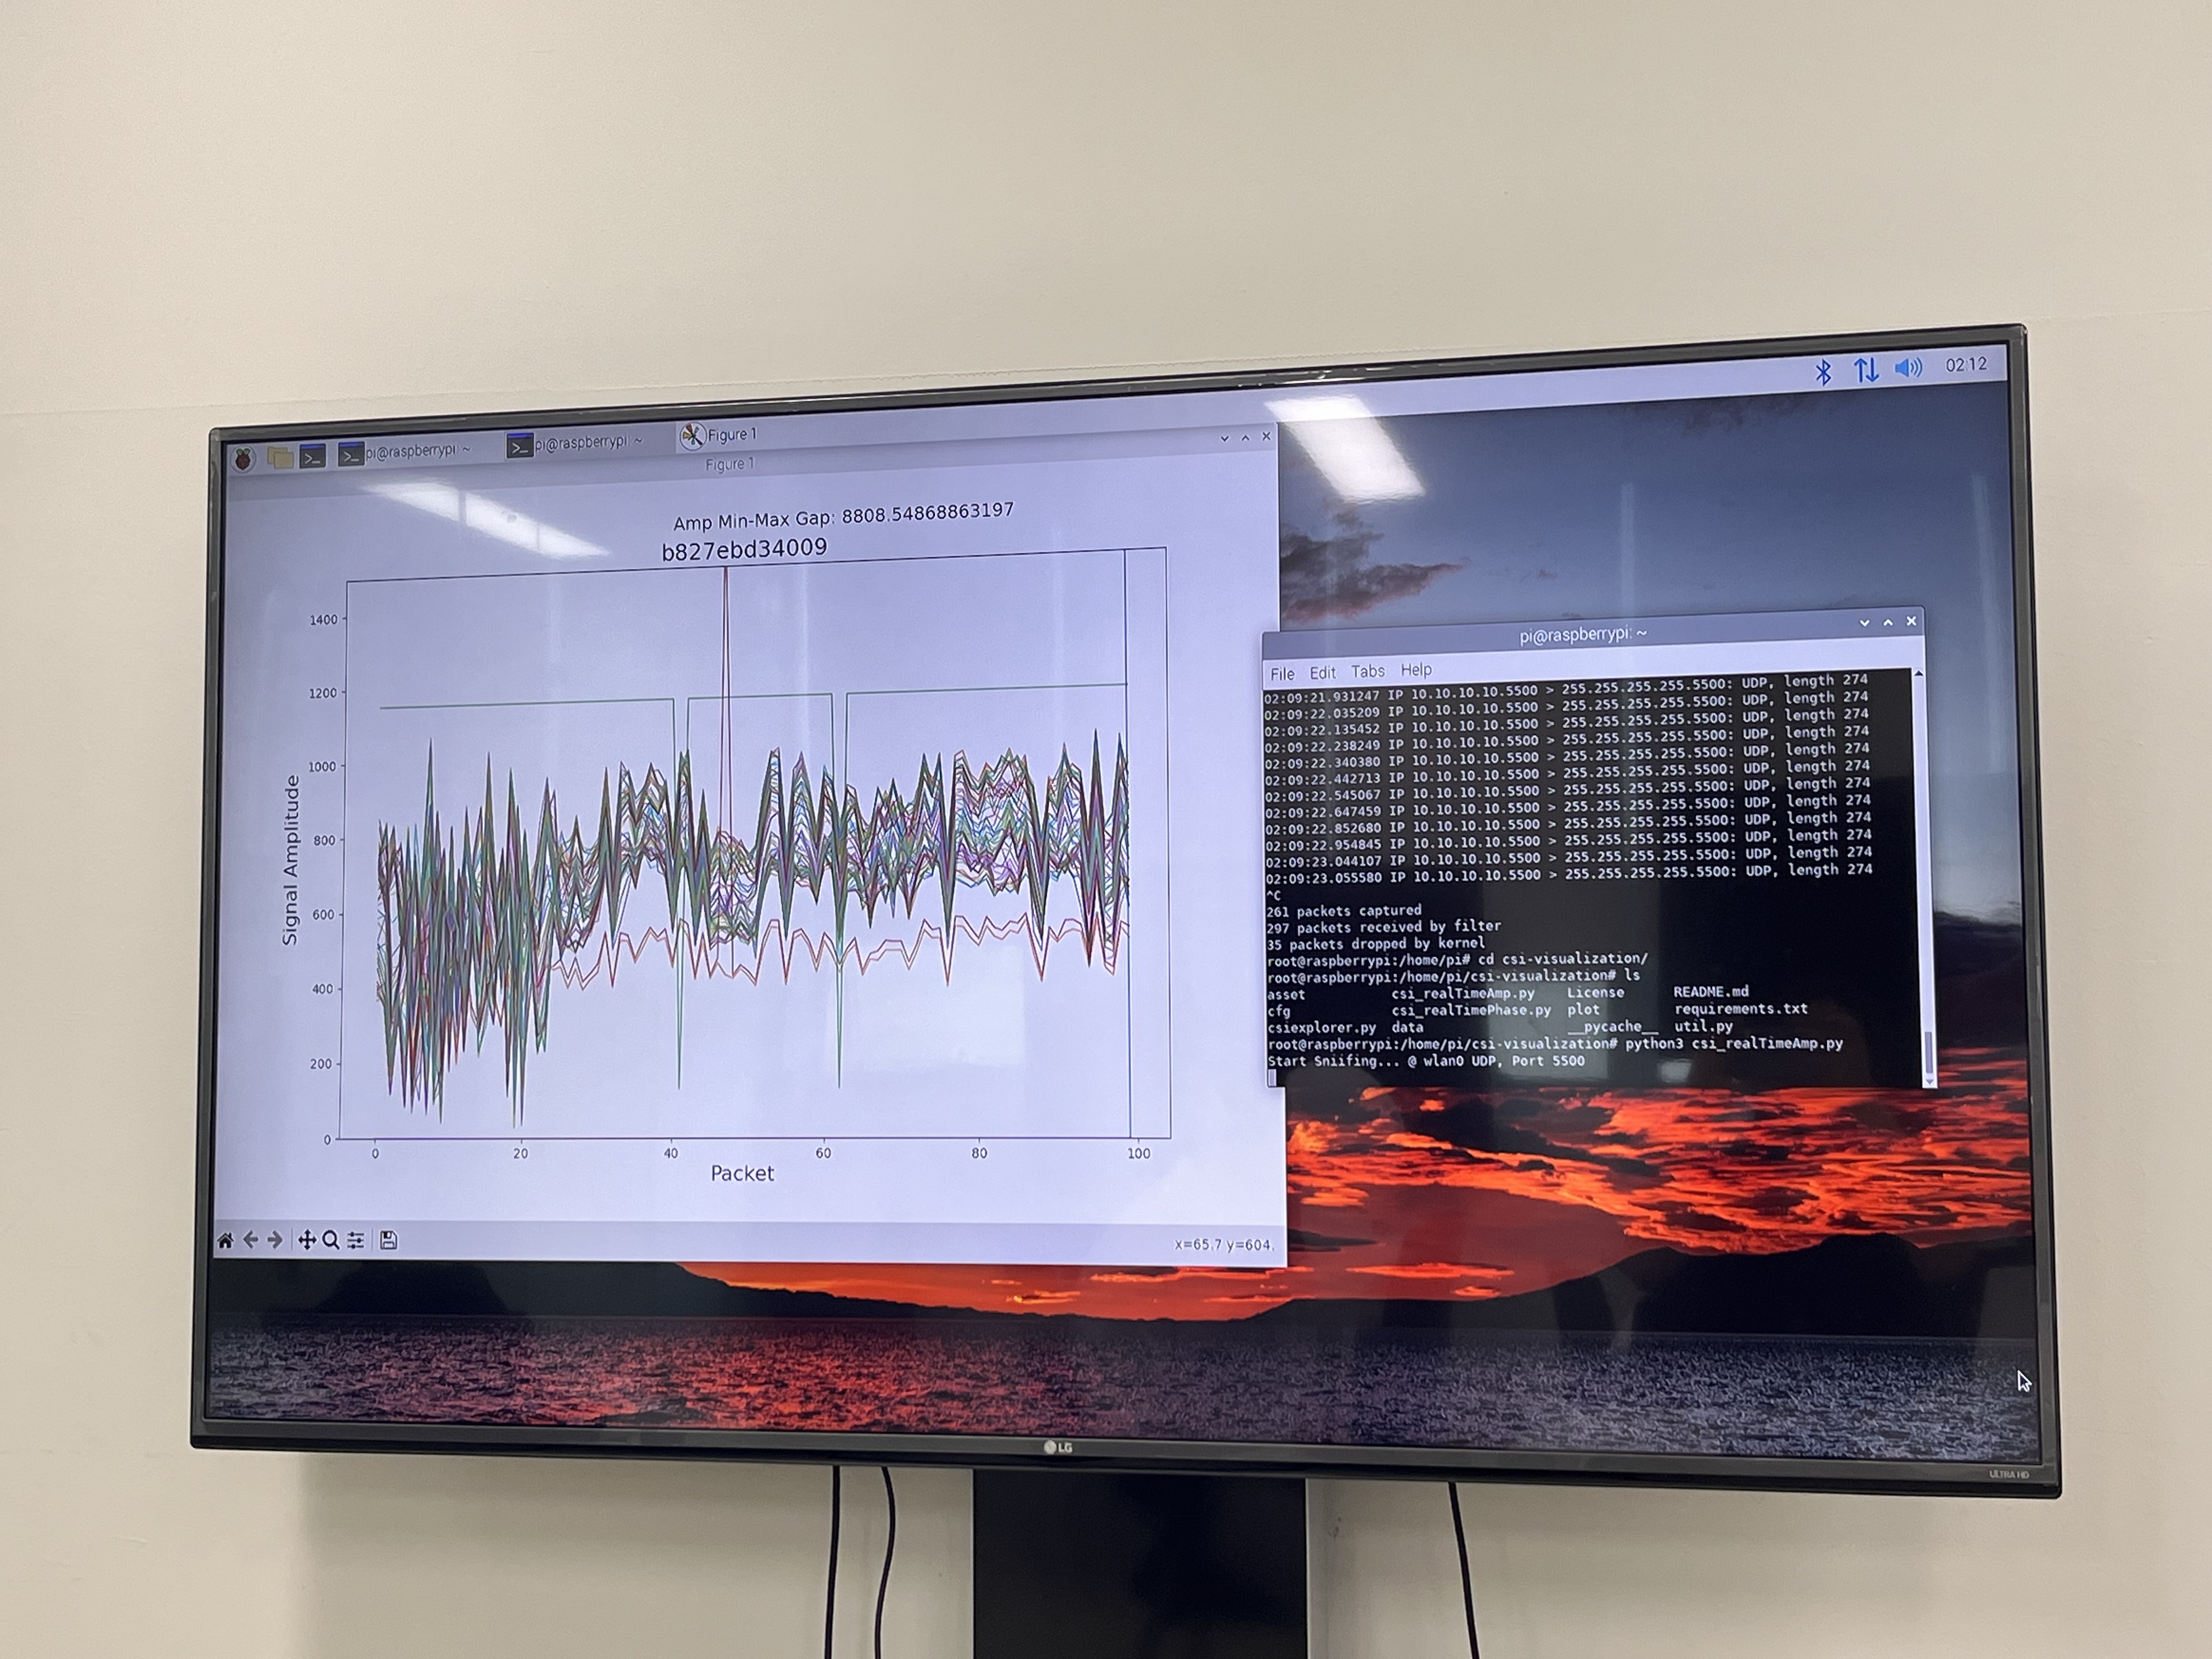 pi@raspberrypi: ~
pi@raspberrypi: ~
Figure 1
02:12
Figure 1
Amp Min-Max Gap: 8808.54868863197
b827ebd34009
1400
1200
1000
800
600
400
200
0
Signal Amplitude
0 20 40 60 80 100
Packet
x=65.7 y=604.
pi@raspberrypi: ~
File Edit Tabs Help
02:09:21.931247 IP 10.10.10.10.5500 > 255.255.255.255.5500: UDP, length 274
02:09:22.035209 IP 10.10.10.10.5500 > 255.255.255.255.5500: UDP, length 274
02:09:22.135452 IP 10.10.10.10.5500 > 255.255.255.255.5500: UDP, length 274
02:09:22.238249 IP 10.10.10.10.5500 > 255.255.255.255.5500: UDP, length 274
02:09:22.340380 IP 10.10.10.10.5500 > 255.255.255.255.5500: UDP, length 274
02:09:22.442713 IP 10.10.10.10.5500 > 255.255.255.255.5500: UDP, length 274
02:09:22.545067 IP 10.10.10.10.5500 > 255.255.255.255.5500: UDP, length 274
02:09:22.647459 IP 10.10.10.10.5500 > 255.255.255.255.5500: UDP, length 274
02:09:22.852680 IP 10.10.10.10.5500 > 255.255.255.255.5500: UDP, length 274
02:09:22.954845 IP 10.10.10.10.5500 > 255.255.255.255.5500: UDP, length 274
02:09:23.044107 IP 10.10.10.10.5500 > 255.255.255.255.5500: UDP, length 274
02:09:23.055580 IP 10.10.10.10.5500 > 255.255.255.255.5500: UDP, length 274
^C
261 packets captured
297 packets received by filter
35 packets dropped by kernel
root@raspberrypi:/home/pi# cd csi-visualization/
root@raspberrypi:/home/pi/csi-visualization# ls
asset csi_realTimeAmp.py License README.md
cfg csi_realTimePhase.py plot requirements.txt
csiexplorer.py data __pycache__ util.py
root@raspberrypi:/home/pi/csi-visualization# python3 csi_realTimeAmp.py
Start Sniifing... @ wlan0 UDP, Port 5500
LG
ULTRA HD